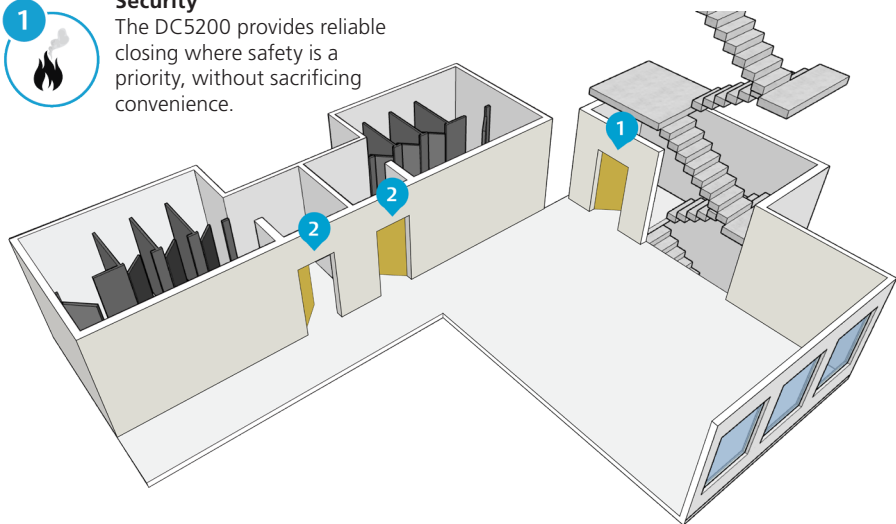 1
Security
The DC5200 provides reliable
closing where safety is a
priority, without sacrificing
convenience.
1
2
2